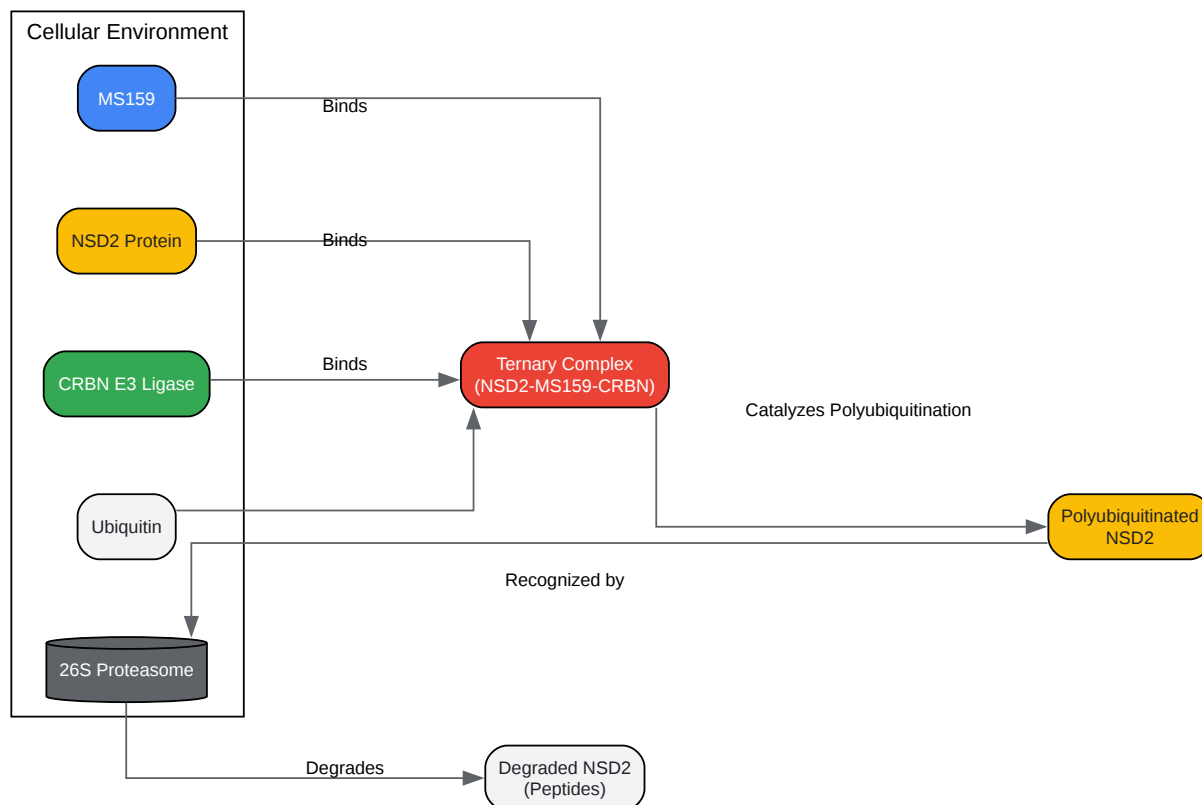 Cellular Environment
MS159
Binds
NSD2 Protein
Binds
CRBN E3 Ligase
Binds
Ternary Complex
(NSD2-MS159-CRBN)
Catalyzes Polyubiquitination
Ubiquitin
Polyubiquitinated
NSD2
Recognized by
26S Proteasome
Degrades
Degraded NSD2
(Peptides)